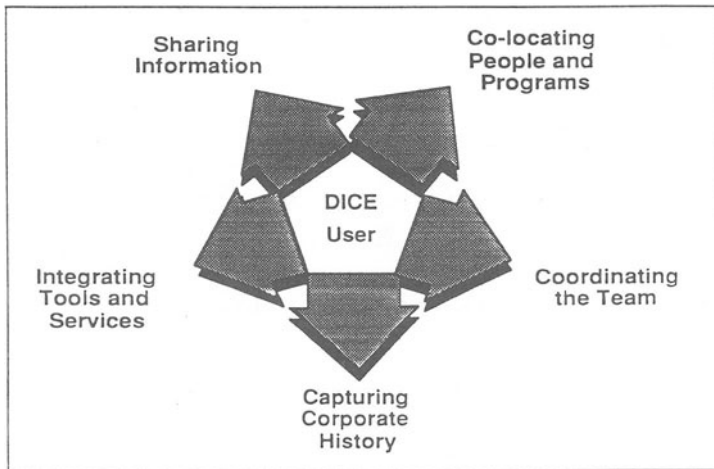 Sharing
Information
Co-locating
People and
Programs
DICE
User
Integrating
Tools and
Services
Coordinating
the Team
Capturing
Corporate
History